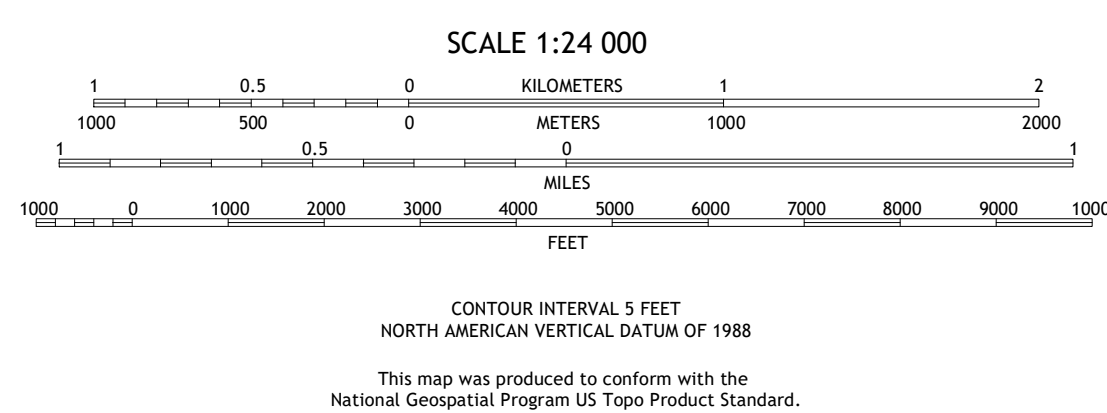 SCALE 1:24 000
1 0.5 0 KILOMETERS 1 2
1000 500 0 METERS 1000 2000
1 0.5 0 1
MILES
1000 0 1000 2000 3000 4000 5000 6000 7000 8000 9000 1000
FEET
CONTOUR INTERVAL 5 FEET
NORTH AMERICAN VERTICAL DATUM OF 1988
This map was produced to conform with the
National Geospatial Program US Topo Product Standard.